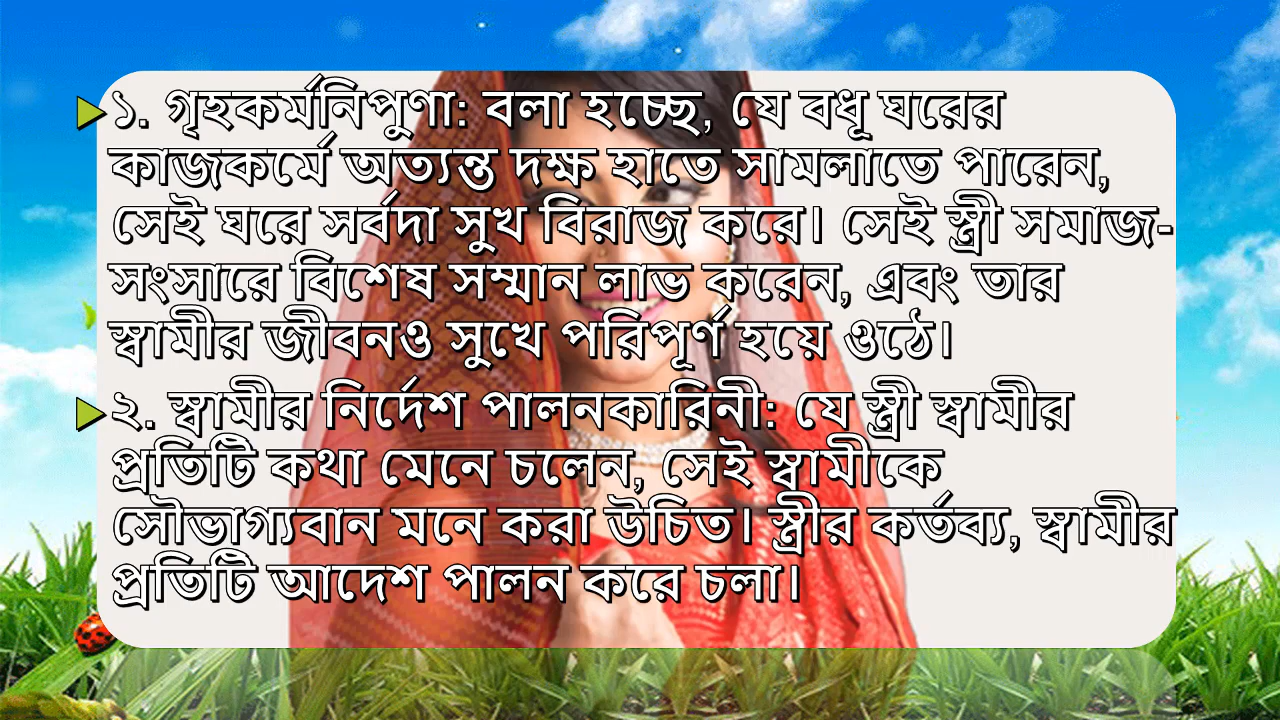 ১. গৃহকর্মনিপুণা: বলা হচ্ছে, যে বধূ ঘরের
কাজকর্মে অত্যন্ত দক্ষ হাতে সামলাতে পারেন,
সেই ঘরে সর্বদা সুখ বিরাজ করে। সেই স্ত্রী সমাজ-
সংসারে বিশেষ সম্মান লাভ করেন, এবং তার
স্বামীর জীবনও সুখে পরিপূর্ণ হয়ে ওঠে।
২. স্বামীর নির্দেশ পালনকারিনী: যে স্ত্রী স্বামীর
প্রতিটি কথা মেনে চলেন, সেই স্বামীকে
সৌভাগ্যবান মনে করা উচিত। স্ত্রীর কর্তব্য, স্বামীর
প্রতিটি আদেশ পালন করে চলা।